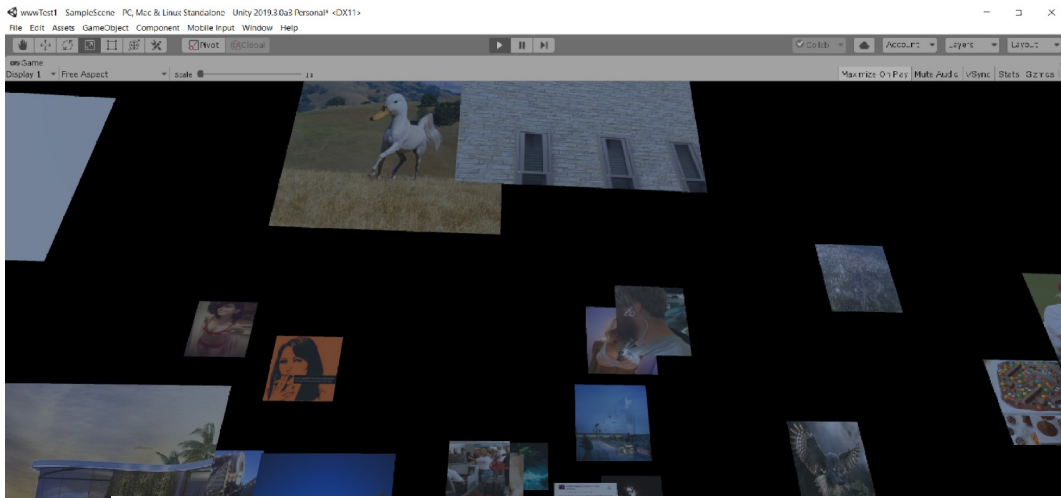 wwwTest1 SampleScene PC, Mac & Linux Standalone Unity 2019.3.0a3 Personal* <DX11>
File Edit Assets GameObject Component Mobile Input Window Help
Pivot Global Collab Account Layers Layout
Game
Display 1 Free Aspect Scale 1x Maximize On Play Mute Audio VSync Stats Gizmos